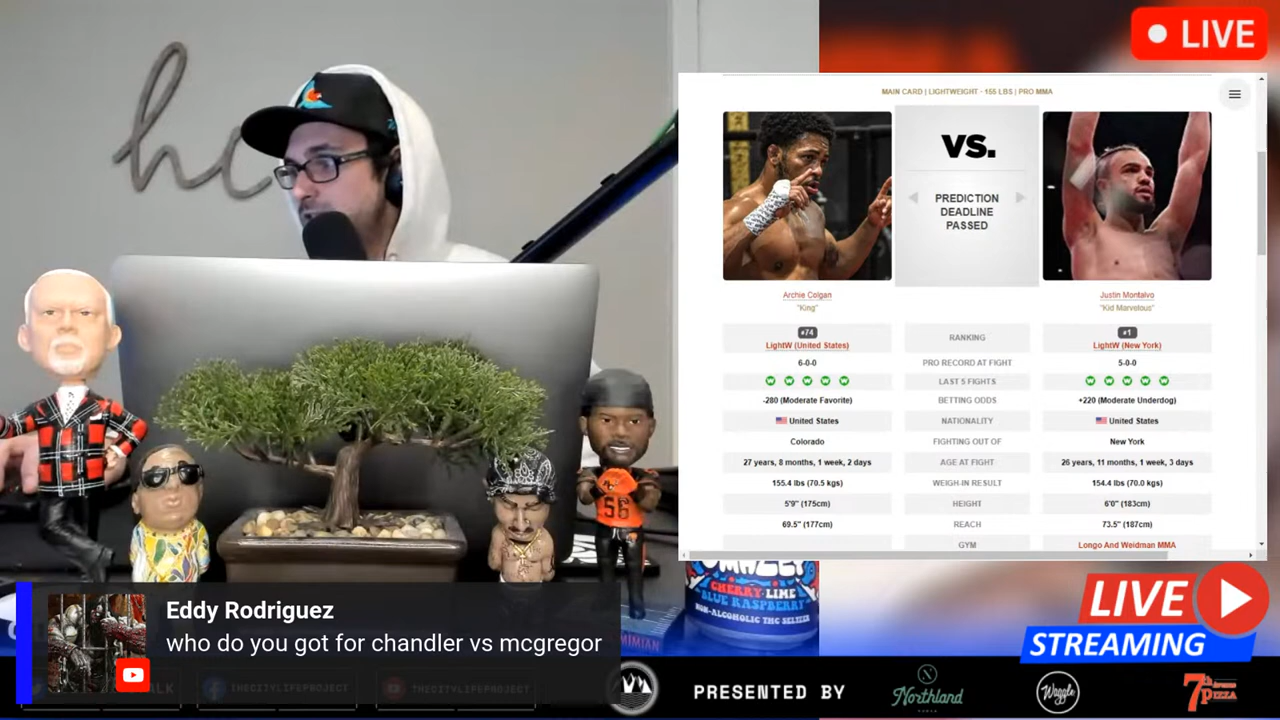 hc
LIVE
MAIN CARD | LIGHTWEIGHT · 155 LBS | PRO MMA
VS.
PREDICTION
DEADLINE
PASSED
Archie Colgan
"King"
Justin Montalvo
"Kid Marvelous"
#74
LightW (United States)
RANKING
#1
LightW (New York)
6-0-0
PRO RECORD AT FIGHT
5-0-0
W W W W W
LAST 5 FIGHTS
W W W W W
-280 (Moderate Favorite)
BETTING ODDS
+220 (Moderate Underdog)
United States
NATIONALITY
United States
Colorado
FIGHTING OUT OF
New York
27 years, 8 months, 1 week, 2 days
AGE AT FIGHT
26 years, 11 months, 1 week, 3 days
155.4 lbs (70.5 kgs)
WEIGH-IN RESULT
154.4 lbs (70.0 kgs)
5'9" (175cm)
HEIGHT
6'0" (183cm)
69.5" (177cm)
REACH
73.5" (187cm)
GYM
Longo And Weidman MMA
56
CHERRY-LIME
BLUE RASPBERRY
NON-ALCOHOLIC THC SELTZER
Eddy Rodriguez
who do you got for chandler vs mcgregor
LIVE
STREAMING
THECITYLIFEPROJECT
THECITYLIFEPROJECT
PRESENTED BY
Northland
Waggle
7th Avenue
PIZZA